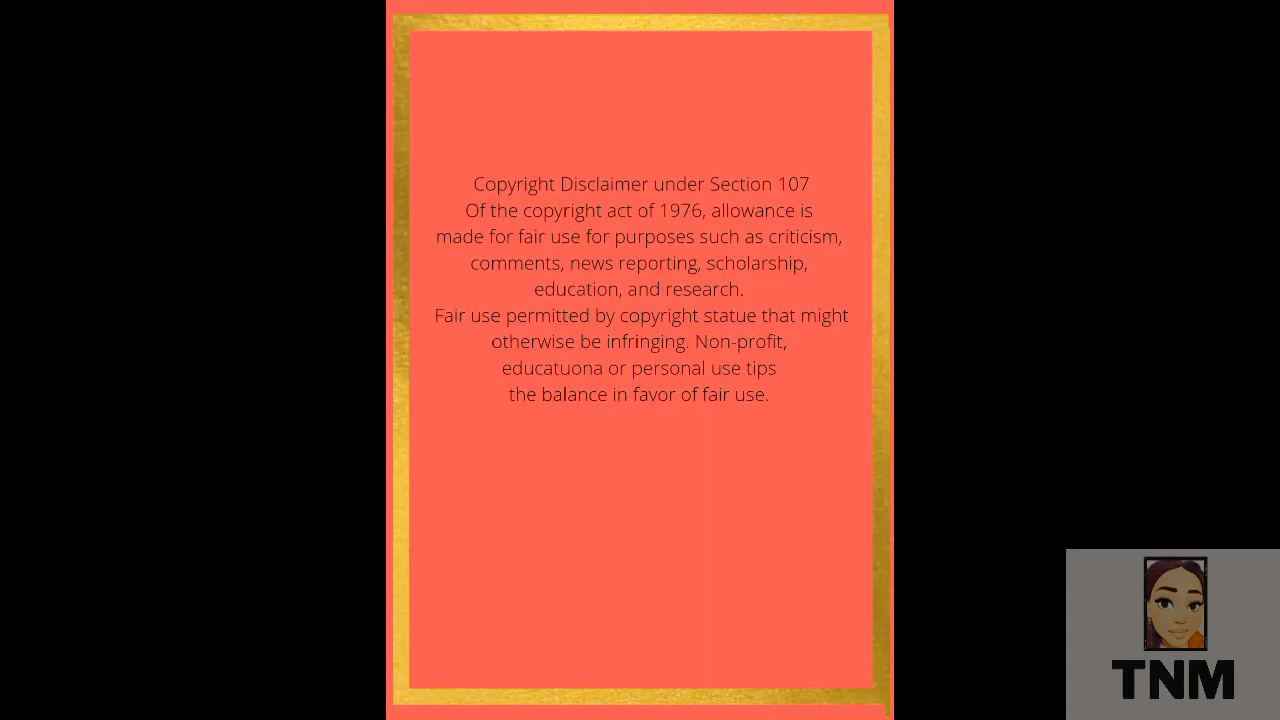 Copyright Disclaimer under Section 107
Of the copyright act of 1976, allowance is
made for fair use for purposes such as criticism,
comments, news reporting, scholarship,
education, and research.
Fair use permitted by copyright statue that might
otherwise be infringing. Non-profit,
educatuona or personal use tips
the balance in favor of fair use.
TNM